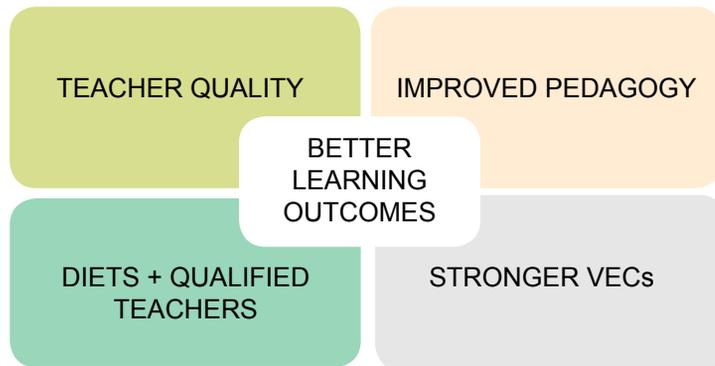 TEACHER QUALITY
IMPROVED PEDAGOGY
BETTER
LEARNING
OUTCOMES
DIETS + QUALIFIED
TEACHERS
STRONGER VECs